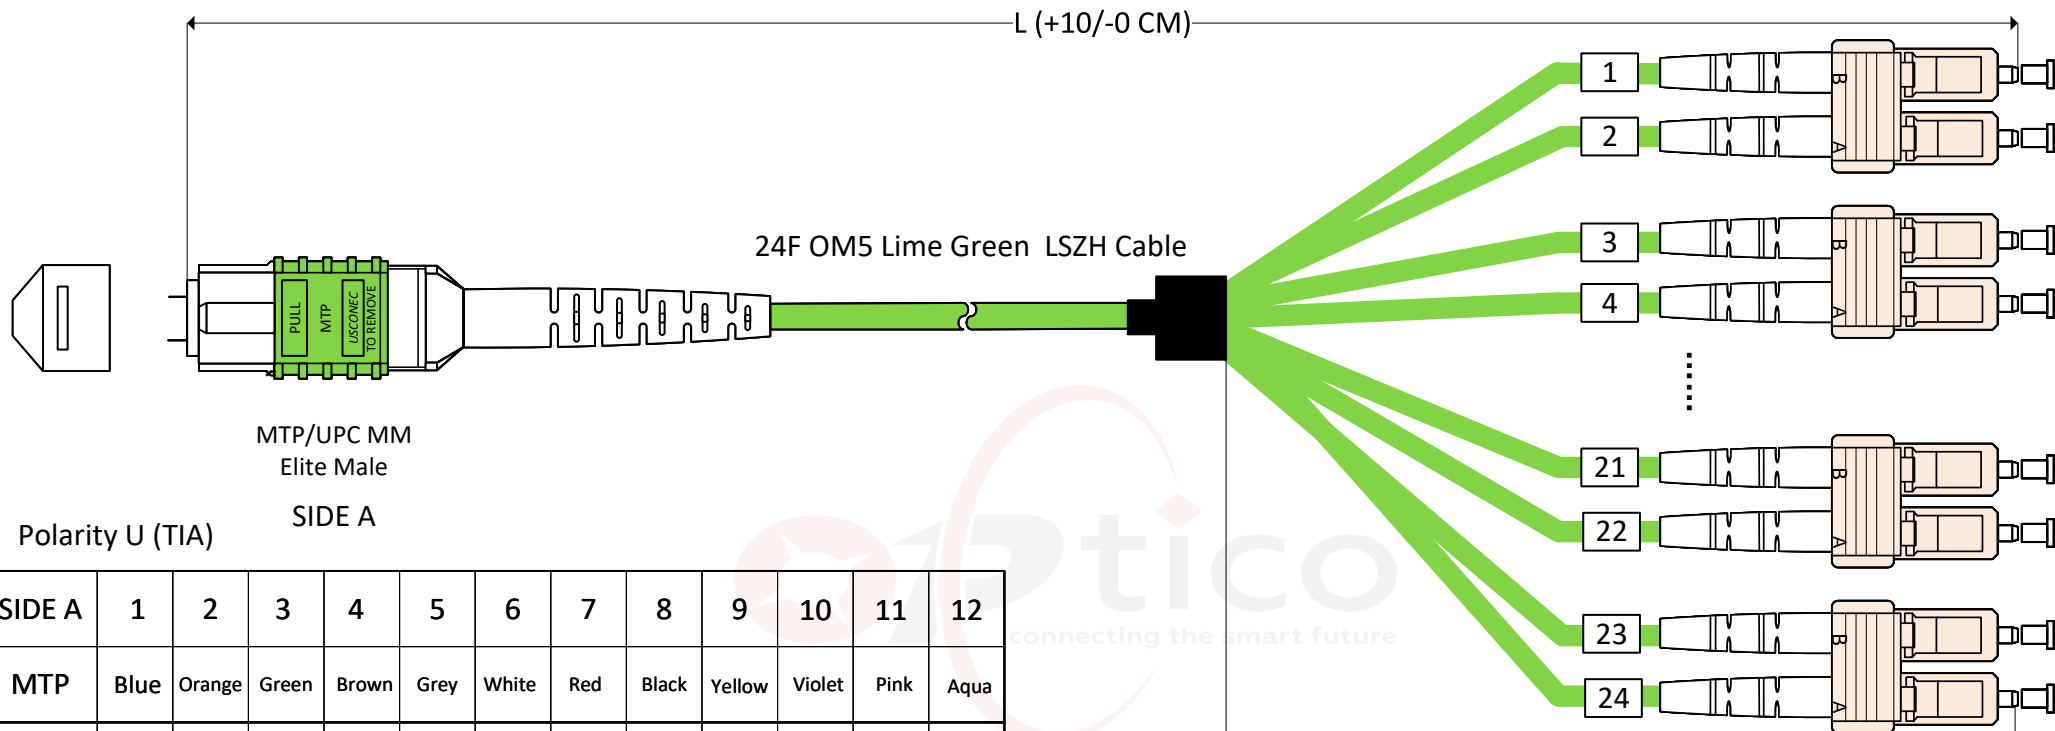 L (+10/-0 CM)
1
B
2
A
24F OM5 Lime Green LSZH Cable
3
B
4
A
PULL
MTP
USCONEC
TO REMOVE
MTP/UPC MM
Elite Male
SIDE A
21
B
22
A
23
B
24
A
Polarity U (TIA)
SIDE A 1 2 3 4 5 6 7 8 9 10 11 12
MTP Blue Orange Green Brown Grey White Red Black Yellow Violet Pink Aqua
OPtico
connecting the smart future